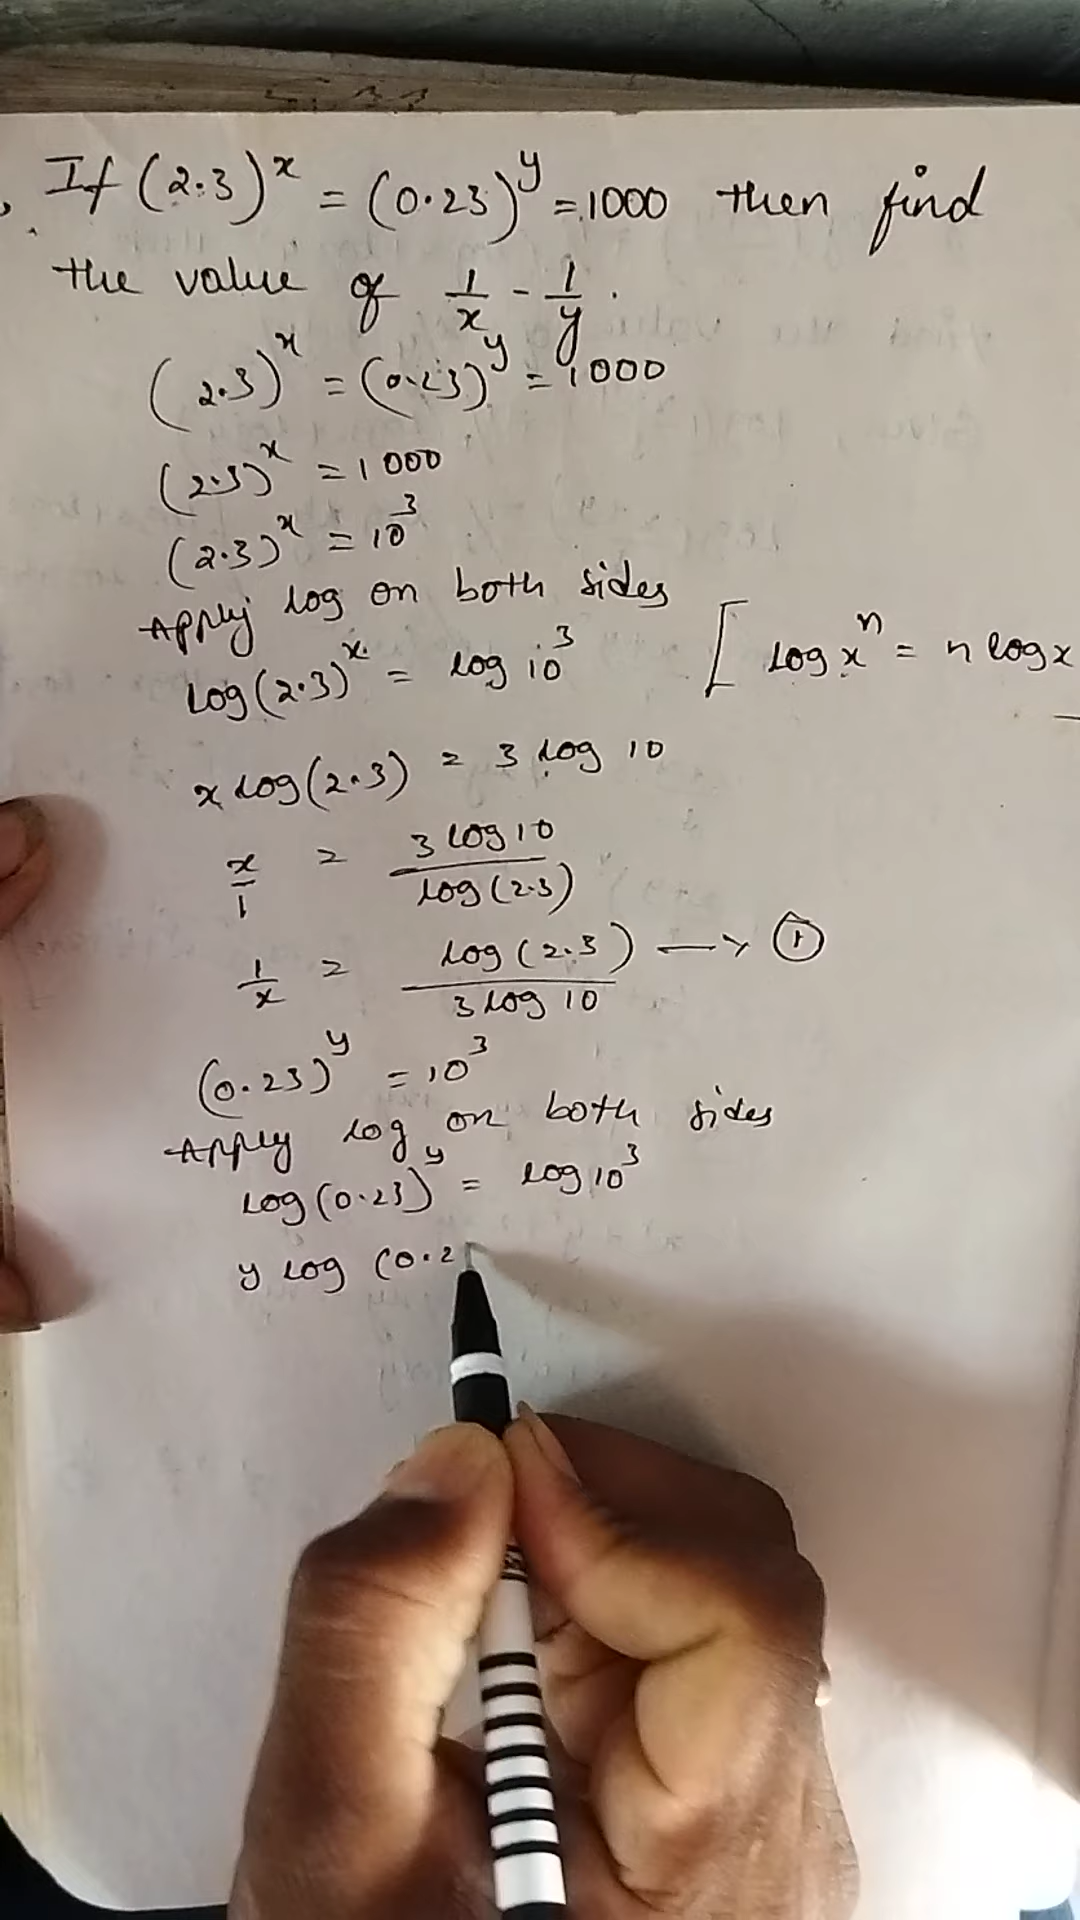 If (2.3)^x = (0.23)^y = 1000 then find
the value of 1/x - 1/y.
(2.3)^x = (0.23)^y = 1000
(2.3)^x = 1000
(2.3)^x = 10^3
Apply log on both sides
log(2.3)^x = log 10^3 [log x^n = n log x
x log(2.3) = 3 log 10
x/1 = 3 log 10 / log(2.3)
1/x = log(2.3) / 3 log 10 → ①
(0.23)^y = 10^3
Apply log on both sides
log(0.23)^y = log 10^3
y log (0.2